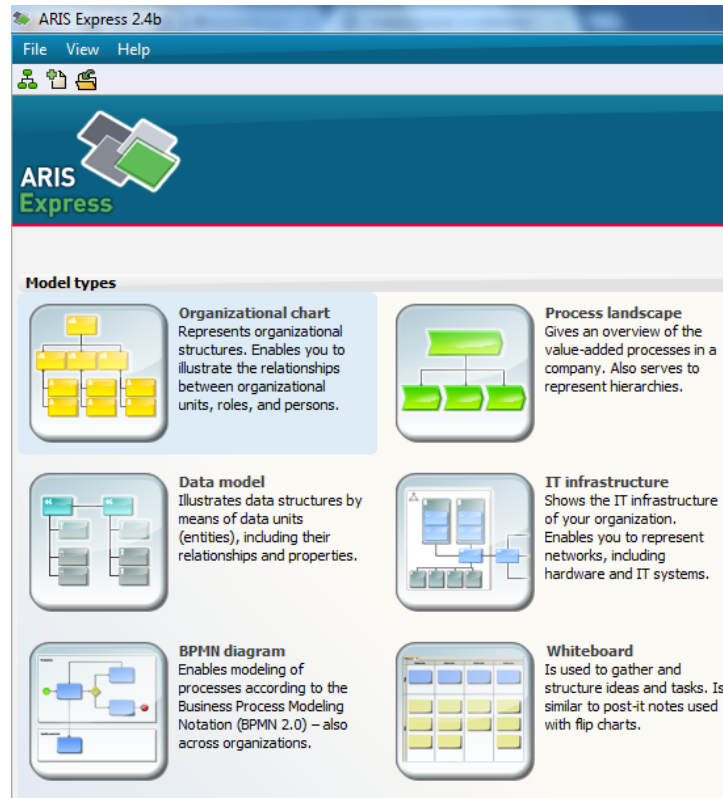 ARIS Express 2.4b
File View Help
ARIS
Express
Model types
Organizational chart
Represents organizational
structures. Enables you to
illustrate the relationships
between organizational
units, roles, and persons.
Process landscape
Gives an overview of the
value-added processes in a
company. Also serves to
represent hierarchies.
Data model
Illustrates data structures by
means of data units
(entities), including their
relationships and properties.
IT infrastructure
Shows the IT infrastructure
of your organization.
Enables you to represent
networks, including
hardware and IT systems.
BPMN diagram
Enables modeling of
processes according to the
Business Process Modeling
Notation (BPMN 2.0) – also
across organizations.
Whiteboard
Is used to gather and
structure ideas and tasks. Is
similar to post-it notes used
with flip charts.